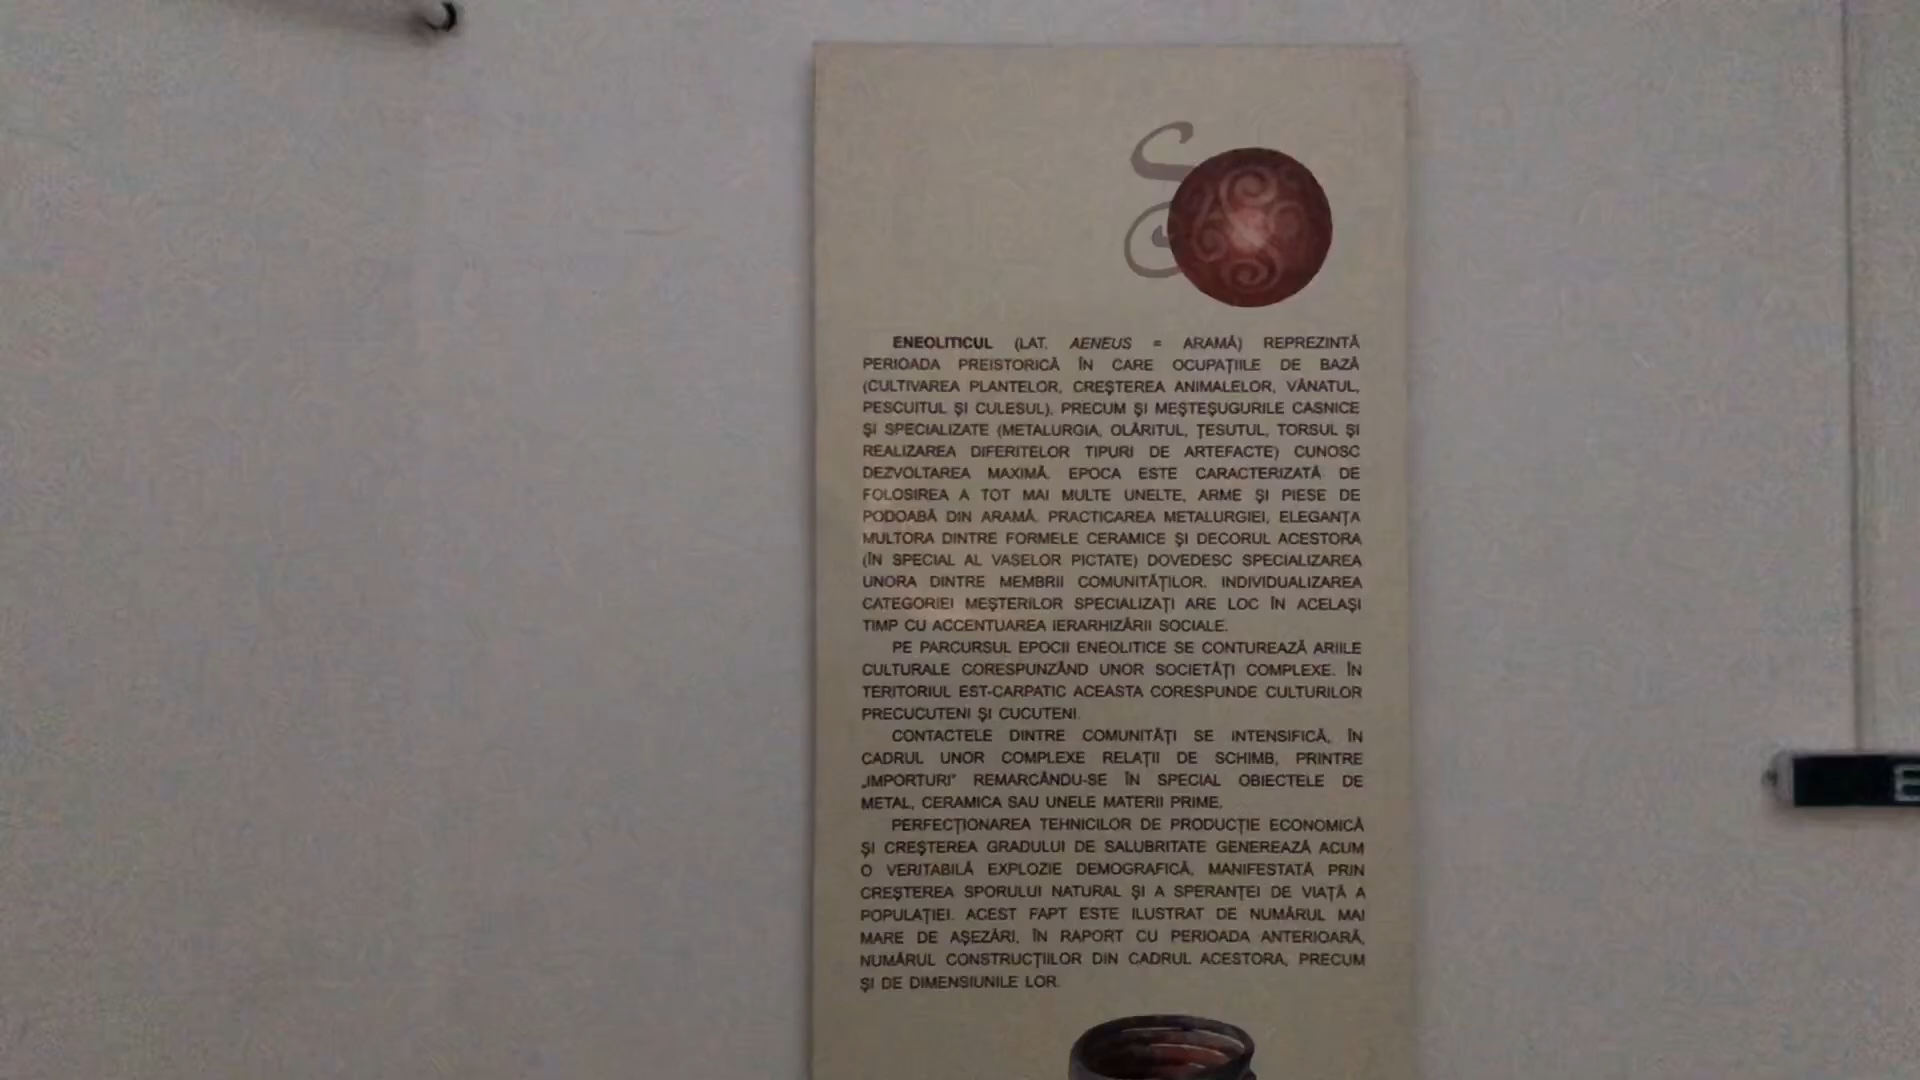 ENEOLITICUL (LAT. AENEUS = ARAMĂ) REPREZINTĂ
PERIOADA PREISTORICĂ ÎN CARE OCUPAȚIILE DE BAZĂ
(CULTIVAREA PLANTELOR, CREȘTEREA ANIMALELOR, VÂNATUL,
PESCUITUL ȘI CULESUL), PRECUM ȘI MEȘTEȘUGURILE CASNICE
ȘI SPECIALIZATE (METALURGIA, OLĂRITUL, ȚESUTUL, TORSUL ȘI
REALIZAREA DIFERITELOR TIPURI DE ARTEFACTE) CUNOSC
DEZVOLTAREA MAXIMĂ. EPOCA ESTE CARACTERIZATĂ DE
FOLOSIREA A TOT MAI MULTE UNELTE, ARME ȘI PIESE DE
PODOABĂ DIN ARAMĂ. PRACTICAREA METALURGIEI, ELEGANȚA
MULTORA DINTRE FORMELE CERAMICE ȘI DECORUL ACESTORA
(ÎN SPECIAL AL VASELOR PICTATE) DOVEDESC SPECIALIZAREA
UNORA DINTRE MEMBRII COMUNITĂȚILOR. INDIVIDUALIZAREA
CATEGORIEI MEȘTERILOR SPECIALIZAȚI ARE LOC ÎN ACELAȘI
TIMP CU ACCENTUAREA IERARHIZĂRII SOCIALE.
PE PARCURSUL EPOCII ENEOLITICE SE CONTUREAZĂ ARIILE
CULTURALE CORESPUNZÂND UNOR SOCIETĂȚI COMPLEXE. ÎN
TERITORIUL EST-CARPATIC ACEASTA CORESPUNDE CULTURILOR
PRECUCUTENI ȘI CUCUTENI.
CONTACTELE DINTRE COMUNITĂȚI SE INTENSIFICĂ, ÎN
CADRUL UNOR COMPLEXE RELAȚII DE SCHIMB, PRINTRE
„IMPORTURI” REMARCÂNDU-SE ÎN SPECIAL OBIECTELE DE
METAL, CERAMICA SAU UNELE MATERII PRIME.
PERFECȚIONAREA TEHNICILOR DE PRODUCȚIE ECONOMICĂ
ȘI CREȘTEREA GRADULUI DE SALUBRITATE GENEREAZĂ ACUM
O VERITABILĂ EXPLOZIE DEMOGRAFICĂ, MANIFESTATĂ PRIN
CREȘTEREA SPORULUI NATURAL ȘI A SPERANȚEI DE VIAȚĂ A
POPULAȚIEI. ACEST FAPT ESTE ILUSTRAT DE NUMĂRUL MAI
MARE DE AȘEZĂRI, ÎN RAPORT CU PERIOADA ANTERIOARĂ,
NUMĂRUL CONSTRUCȚIILOR DIN CADRUL ACESTORA, PRECUM
ȘI DE DIMENSIUNILE LOR.